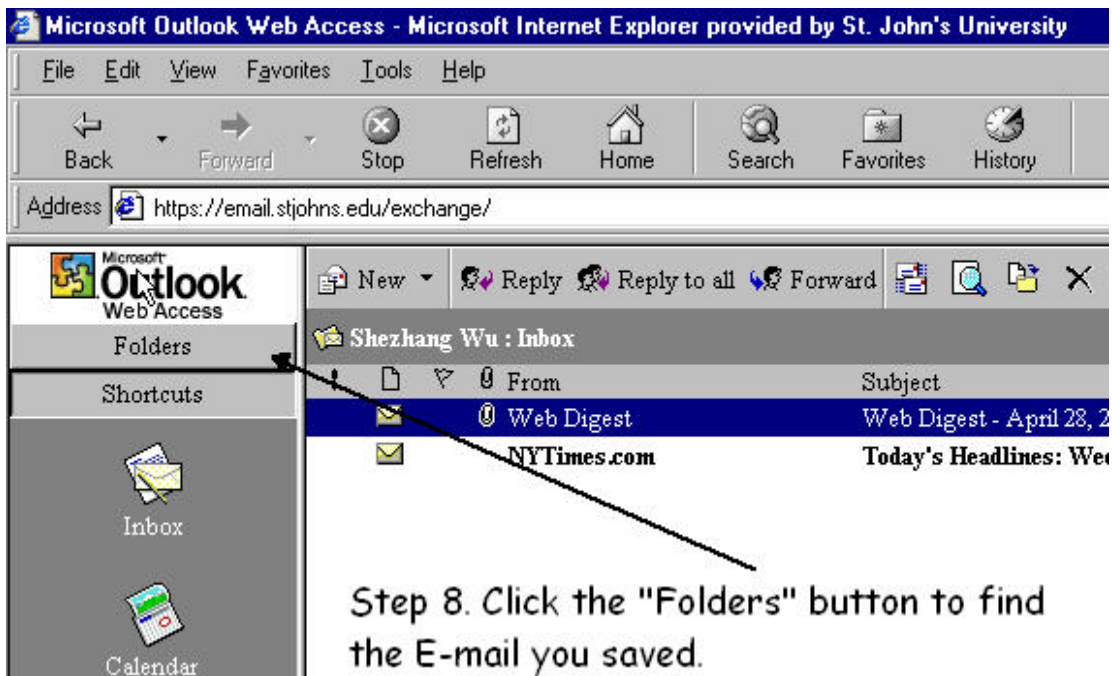 Microsoft Outlook Web Access - Microsoft Internet Explorer provided by St. John's University
File Edit View Favorites Tools Help
Back Forward Stop Refresh Home Search Favorites History
Address https://email.stjohns.edu/exchange/
Microsoft
Outlook
Web Access
New Reply Reply to all Forward
Folders
Shezhang Wu : Inbox
Shortcuts
! From Subject
Web Digest Web Digest - April 28, 2
NYTimes.com Today's Headlines: Wed
Inbox
Calendar
Step 8. Click the "Folders" button to find
the E-mail you saved.